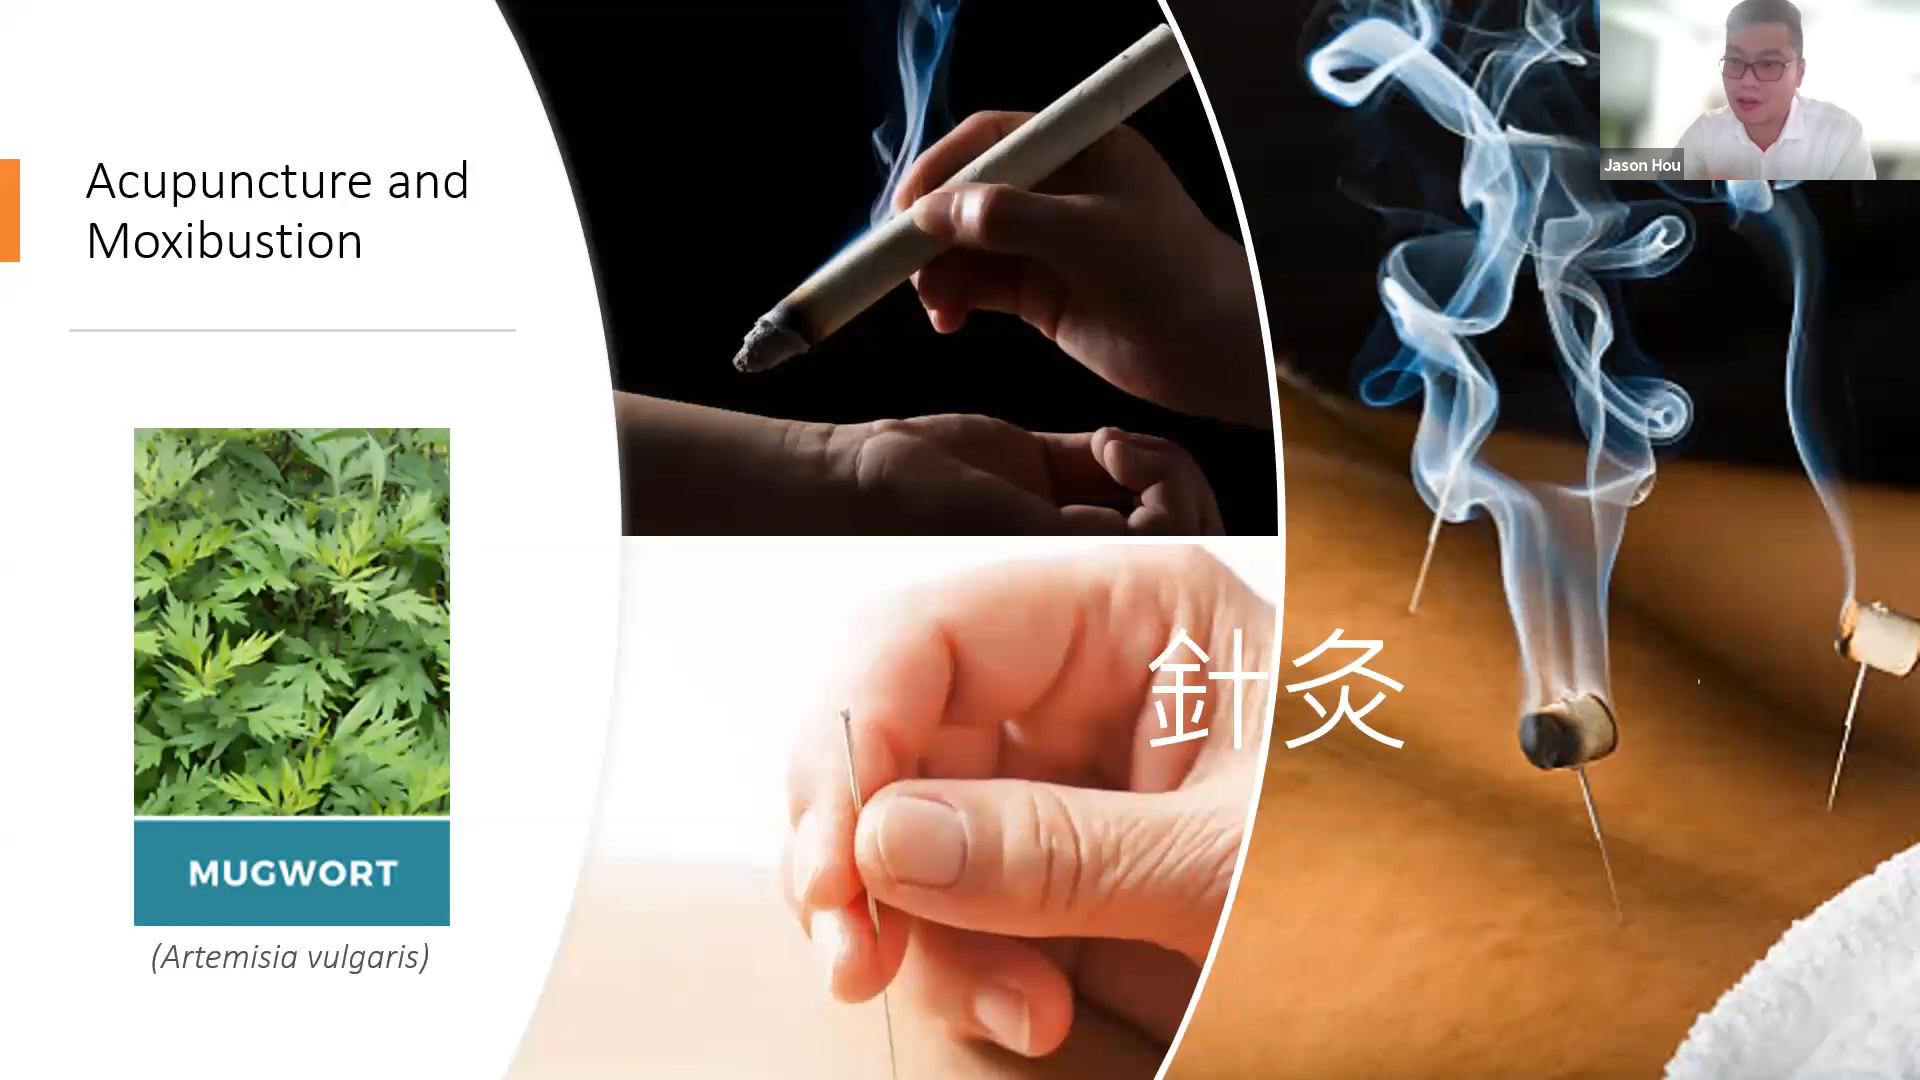 Acupuncture and
Moxibustion
MUGWORT
(Artemisia vulgaris)
針灸
Jason Hou